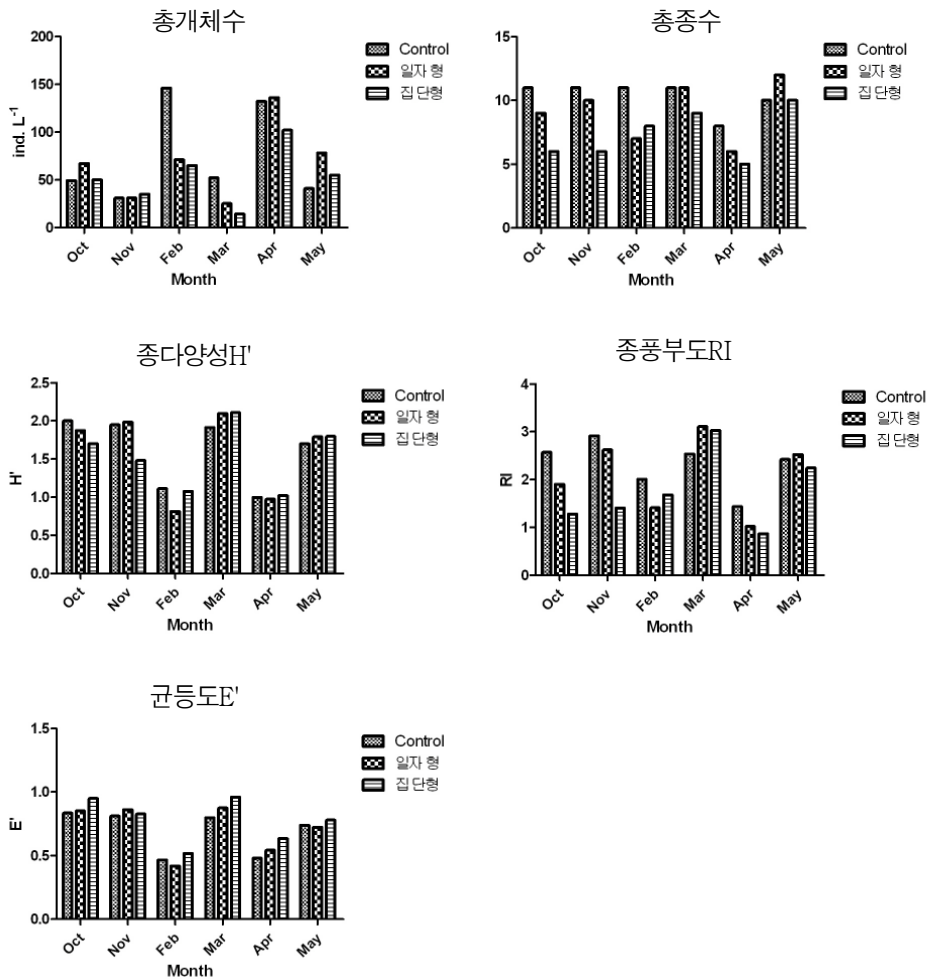 총개체수
200
150
100
50
0
ind. L⁻¹
Oct Nov Feb Mar Apr May
Month
Control
일자 형
집 단형
총종수
15
10
5
0
Oct Nov Feb Mar Apr May
Month
Control
일자 형
집 단형
종다양성H'
2.5
2.0
1.5
1.0
0.5
0.0
H'
Oct Nov Feb Mar Apr May
Month
Control
일자 형
집 단형
종풍부도RI
4
3
2
1
0
RI
Oct Nov Feb Mar Apr May
Month
Control
일자 형
집 단형
균등도E'
1.5
1.0
0.5
0.0
E'
Oct Nov Feb Mar Apr May
Month
Control
일자 형
집 단형